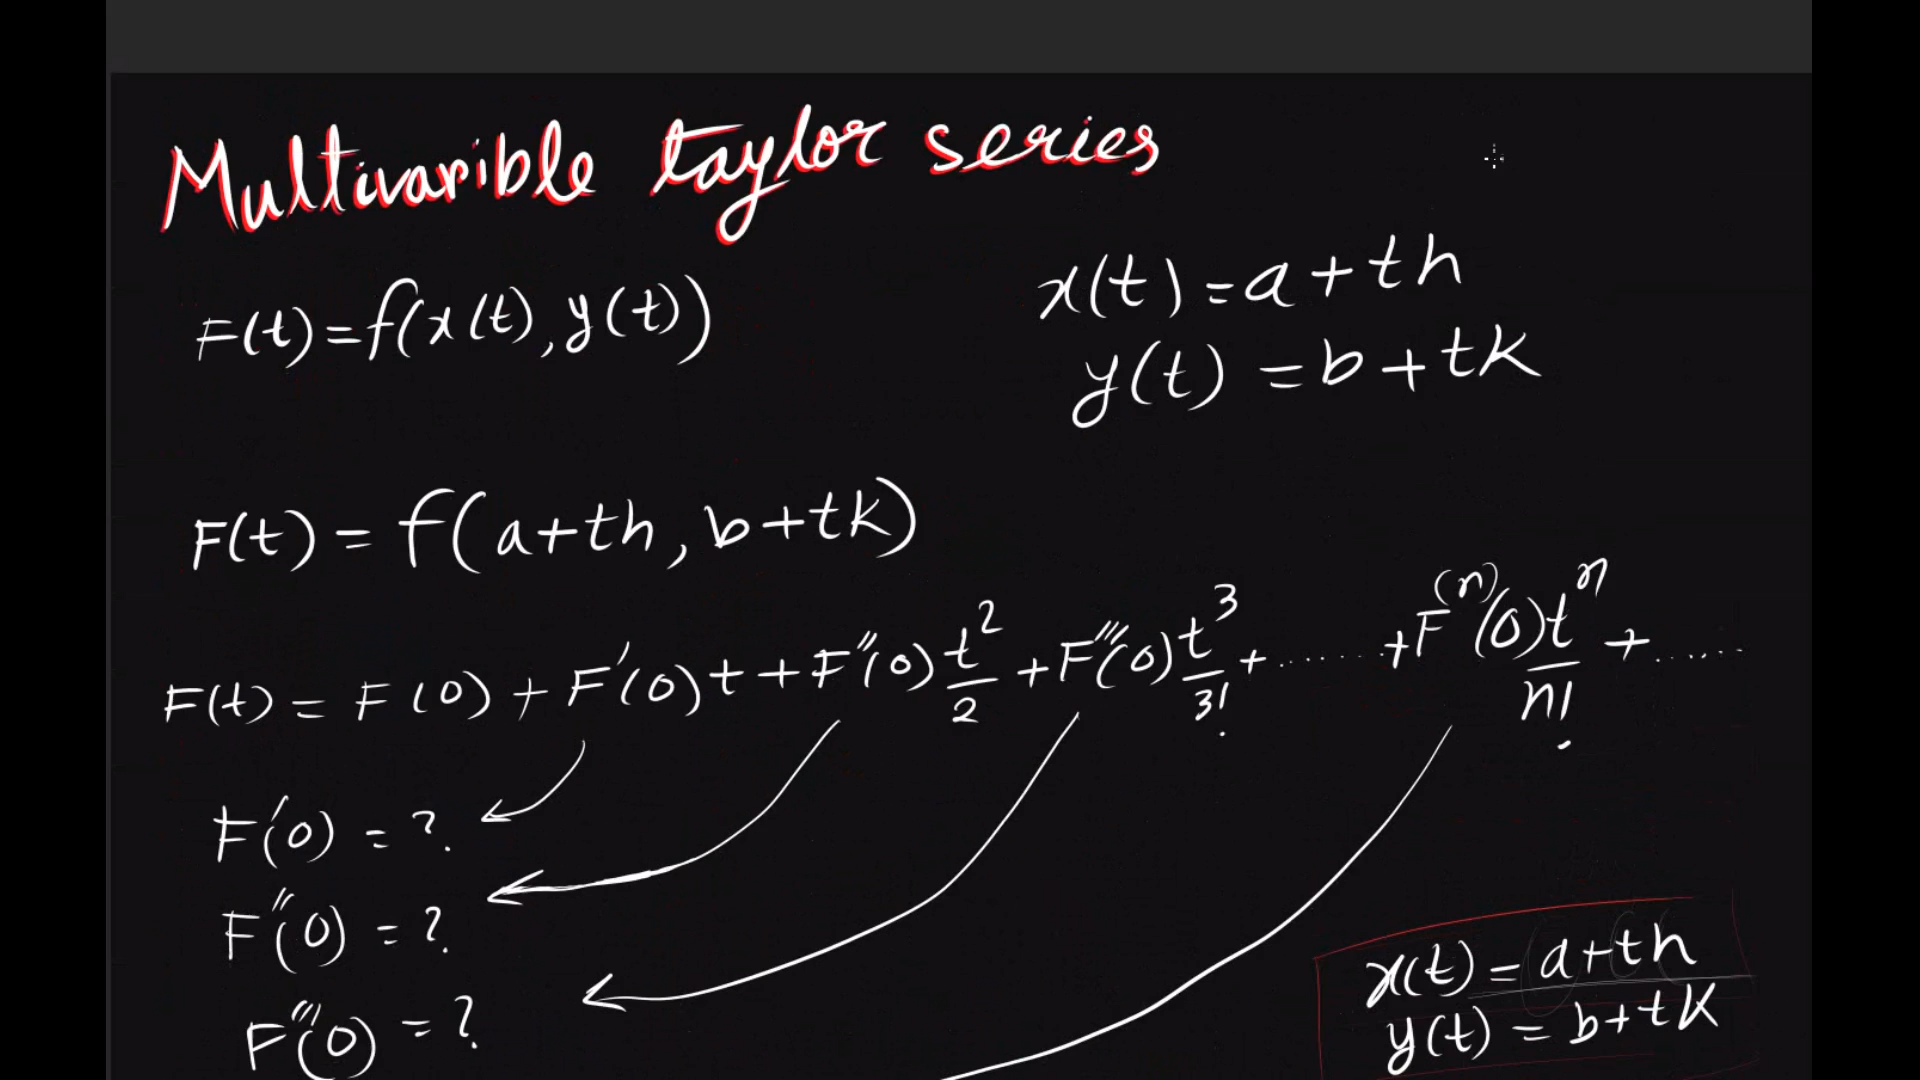 Multivarible taylor series
F(t)=f(x(t),y(t))
x(t)=a+th
y(t)=b+tk
F(t)=f(a+th,b+tk)
F(t)=F(0)+F′(0)t+F″(0)t²/2+F‴(0)t³/3!+......+F⁽ⁿ⁾(0)tⁿ/n!+......
F′(0)=?
F″(0)=?
F‴(0)=?
x(t)=a+th
y(t)=b+tk